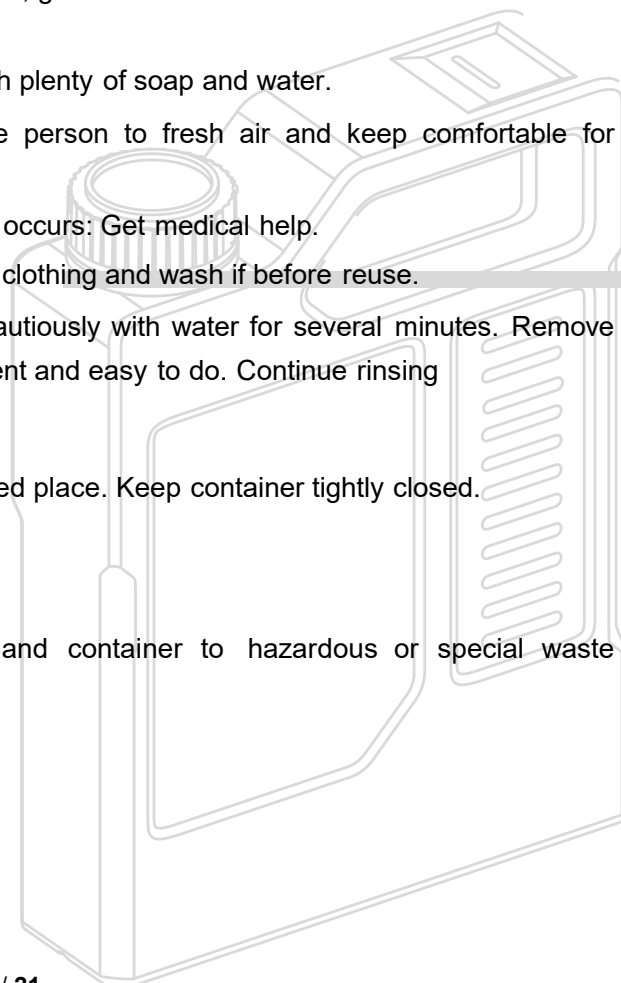 h plenty of soap and water.
e person to fresh air and keep comfortable for
occurs: Get medical help.
clothing and wash if before reuse.
autiously with water for several minutes. Remove
ent and easy to do. Continue rinsing
ed place. Keep container tightly closed.
and container to hazardous or special waste